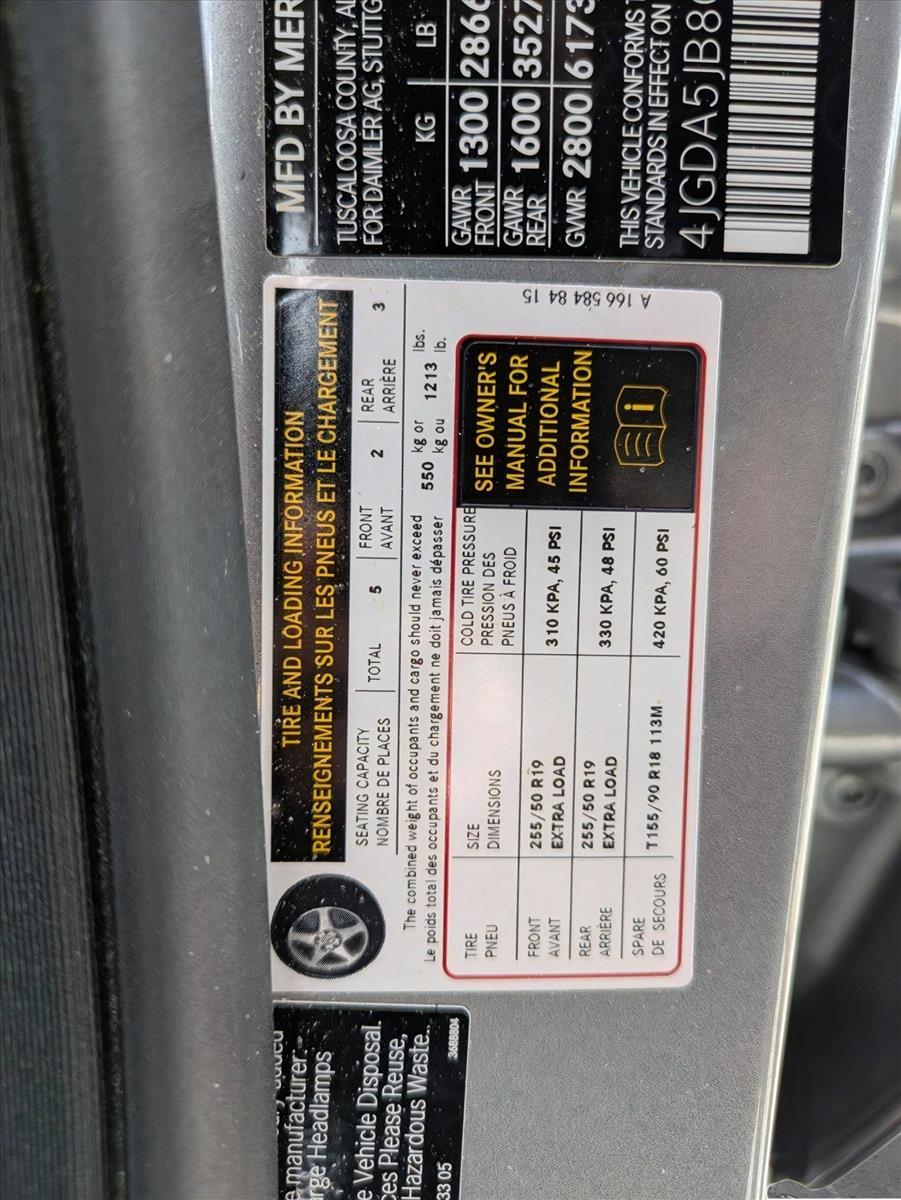 e manufacturer.
rge Headlamps
e Vehicle Disposal.
ces Please Reuse,
Hazardous Waste.
33 05
3688804
TIRE AND LOADING INFORMATION
RENSEIGNEMENTS SUR LES PNEUS ET LE CHARGEMENT
SEATING CAPACITY TOTAL 5 FRONT 2 REAR 3
NOMBRE DE PLACES AVANT ARRIÈRE
The combined weight of occupants and cargo should never exceed 550 kg or 1213 lbs.
Le poids total des occupants et du chargement ne doit jamais dépasser kg ou lb.
TIRE SIZE COLD TIRE PRESSURE
PNEU DIMENSIONS PRESSION DES
PNEUS À FROID
FRONT 255/50 R19 310 KPA, 45 PSI
AVANT EXTRA LOAD
REAR 255/50 R19 330 KPA, 48 PSI
ARRIÈRE EXTRA LOAD
SPARE T155/90 R18 113M 420 KPA, 60 PSI
DE SECOURS
SEE OWNER'S
MANUAL FOR
ADDITIONAL
INFORMATION
i
A 166 584 84 15
MFD BY MER
TUSCALOOSA COUNTY, AL
FOR DAIMLER AG, STUTTG
KG LB
GAWR FRONT 1300 2866
GAWR REAR 1600 3527
GVWR 2800 6173
THIS VEHICLE CONFORMS T
STANDARDS IN EFFECT ON
4JGDA5JB8